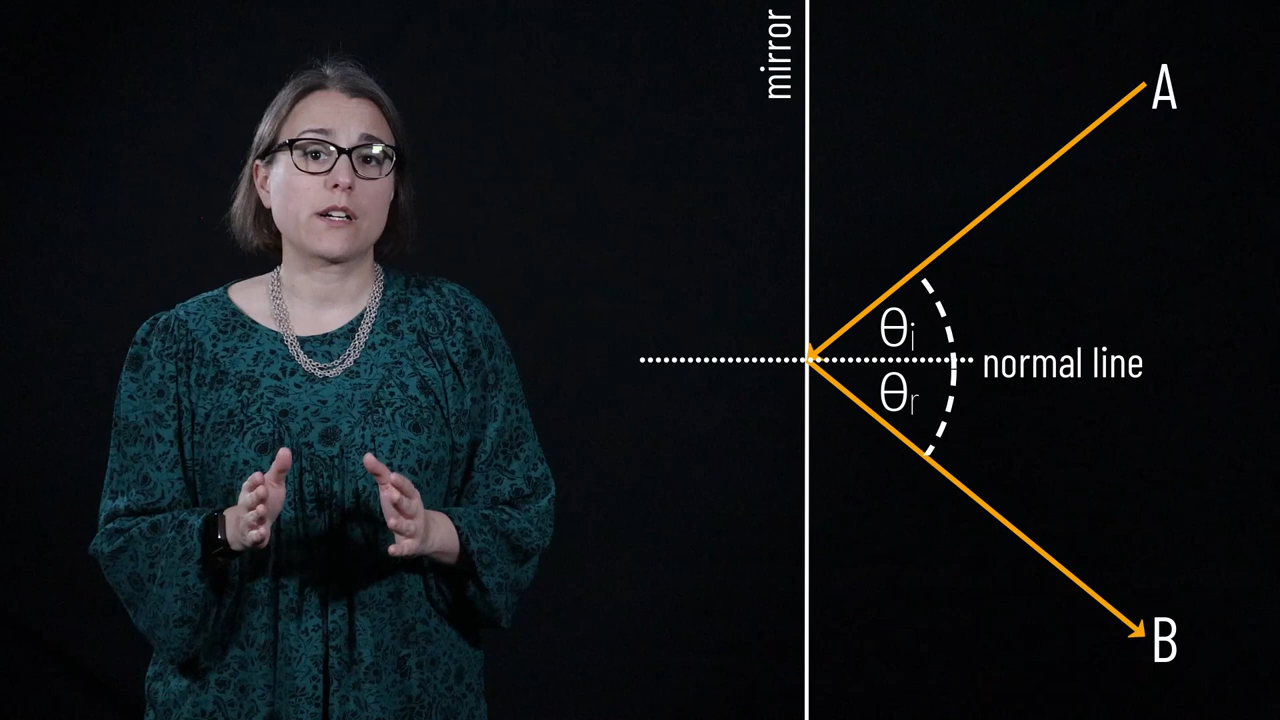 mirror
A
θi
normal line
θr
B